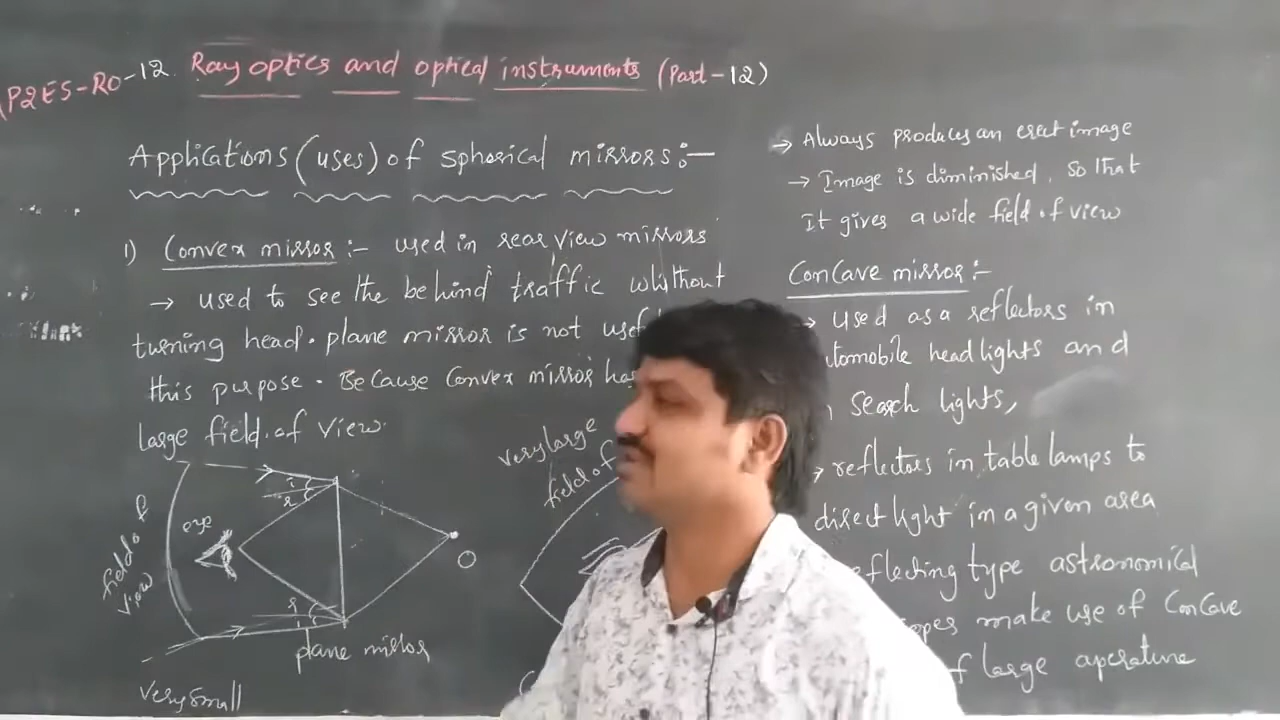 P2ES-RO-12. Ray optics and optical instruments (Part-12)
Applications (uses) of spherical mirrors:-
1) Convex mirror :- used in rear view mirrors
→ used to see the behind traffic whithout
turning head. plane mirror is not
this purpose. Because Convex mirror has
large field of view.
field of
view
eye
i
r
r
i
O
plane mirror
very small
very large
field of
→ Always produces an erect image
→ Image is diminished, so that
It gives a wide field of view
Concave mirror:-
→ used as a reflectors in
headlights and
search lights,
→ reflectors in table lamps to
direct light in a given area
type astronomical
make use of Concave
large aperature